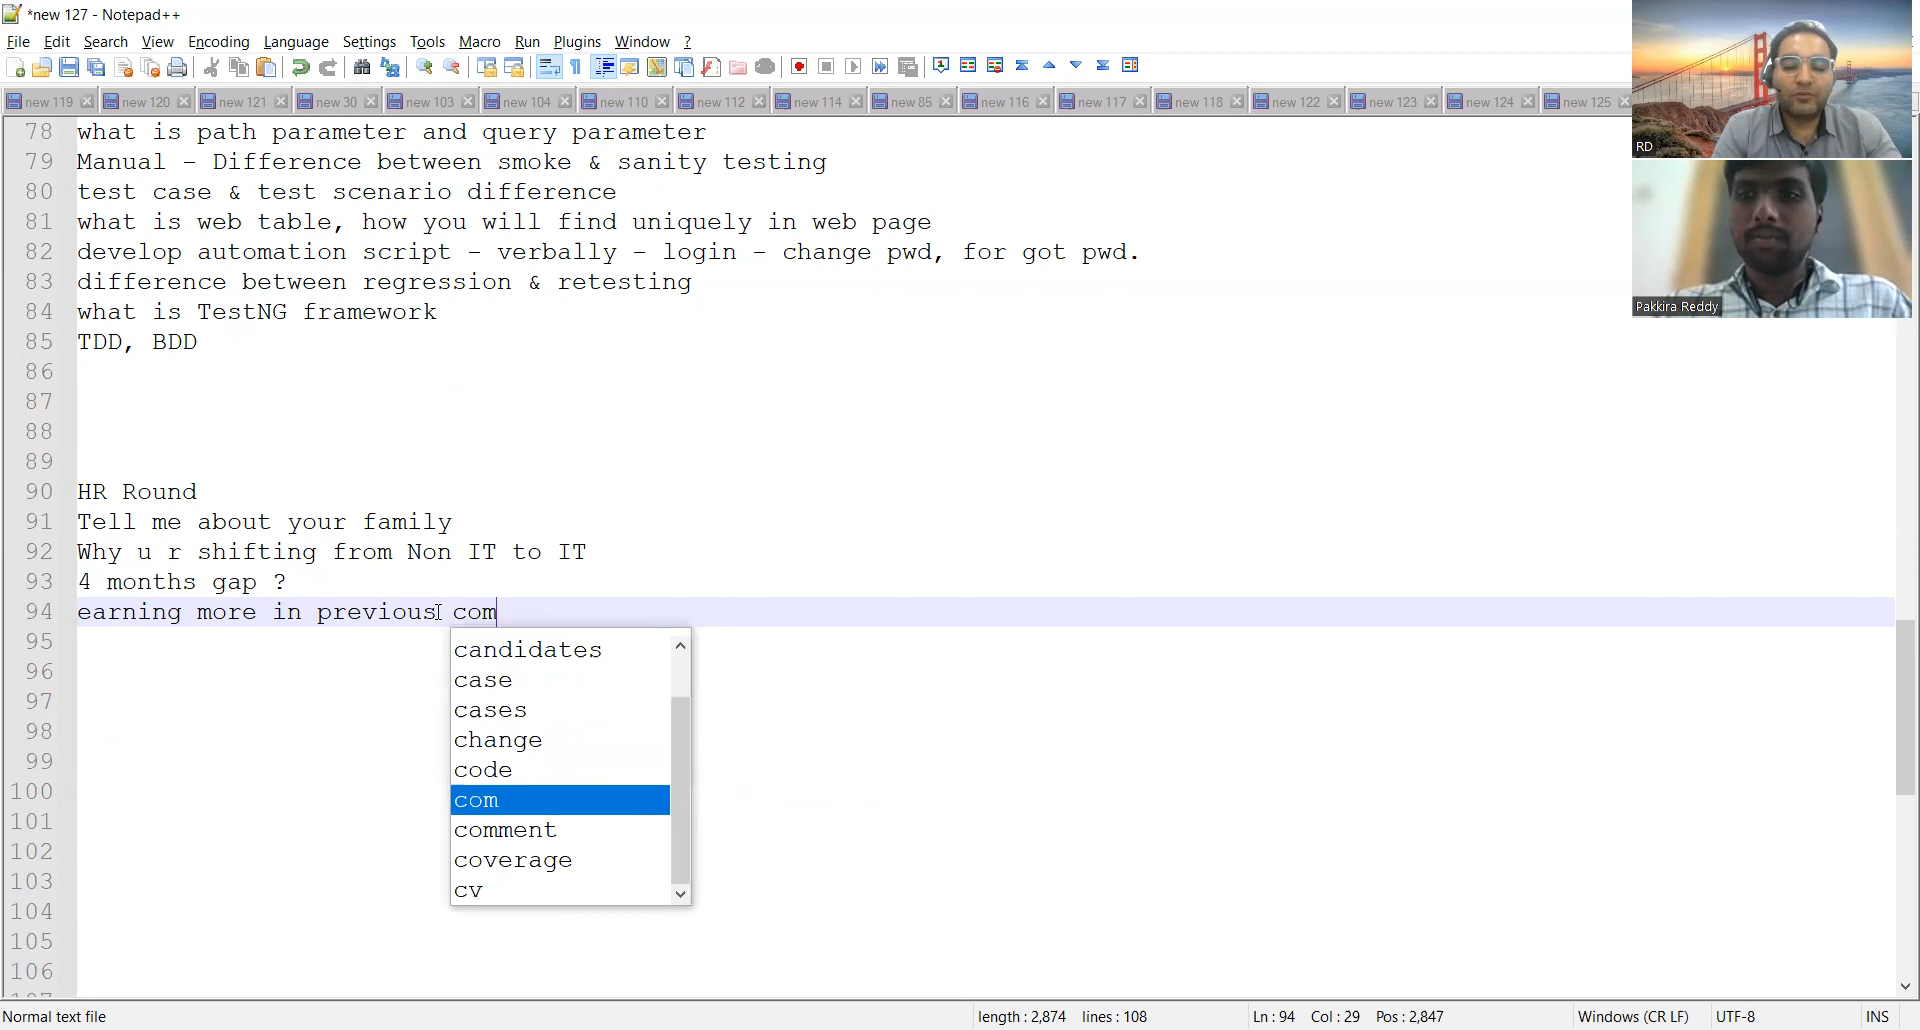 *new 127 - Notepad++
File Edit Search View Encoding Language Settings Tools Macro Run Plugins Window ?
new 119 new 120 new 121 new 30 new 103 new 104 new 110 new 112 new 114 new 85 new 116 new 117 new 118 new 122 new 123 new 124 new 125
78 what is path parameter and query parameter
79 Manual - Difference between smoke & sanity testing
80 test case & test scenario difference
81 what is web table, how you will find uniquely in web page
82 develop automation script - verbally - login - change pwd, for got pwd.
83 difference between regression & retesting
84 what is TestNG framework
85 TDD, BDD
86
87
88
89
90 HR Round
91 Tell me about your family
92 Why u r shifting from Non IT to IT
93 4 months gap ?
94 earning more in previous com
95
96
97
98
99
100
101
102
103
104
105
106
candidates
case
cases
change
code
com
comment
coverage
cv
RD
Pakkira Reddy
Normal text file length : 2,874 lines : 108 Ln : 94 Col : 29 Pos : 2,847 Windows (CR LF) UTF-8 INS